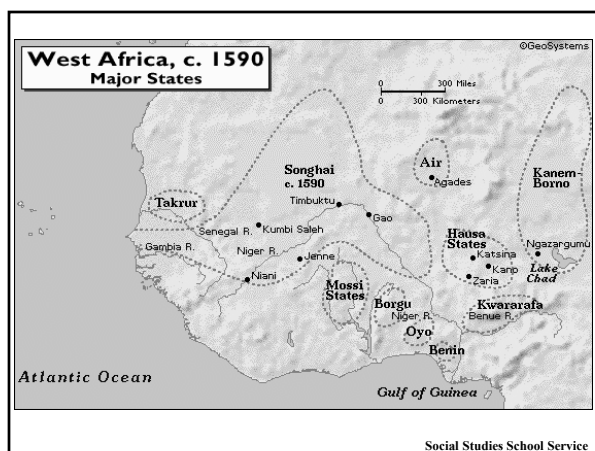 ©GeoSystems
West Africa, c. 1590
Major States
0 300 Miles
0 300 Kilometers
Air
Agades
Kanem-
Borno
Songhai
c. 1590
Timbuktu
Gao
Takrur
Senegal R.
Kumbi Saleh
Gambia R.
Niger R.
Jenne
Niani
Hausa
States
Katsina
Kano
Zaria
Ngazargumu
Lake
Chad
Mossi
States
Borgu
Niger R.
Oyo
Kwararafa
Benue R.
Benin
Atlantic Ocean
Gulf of Guinea
Social Studies School Service